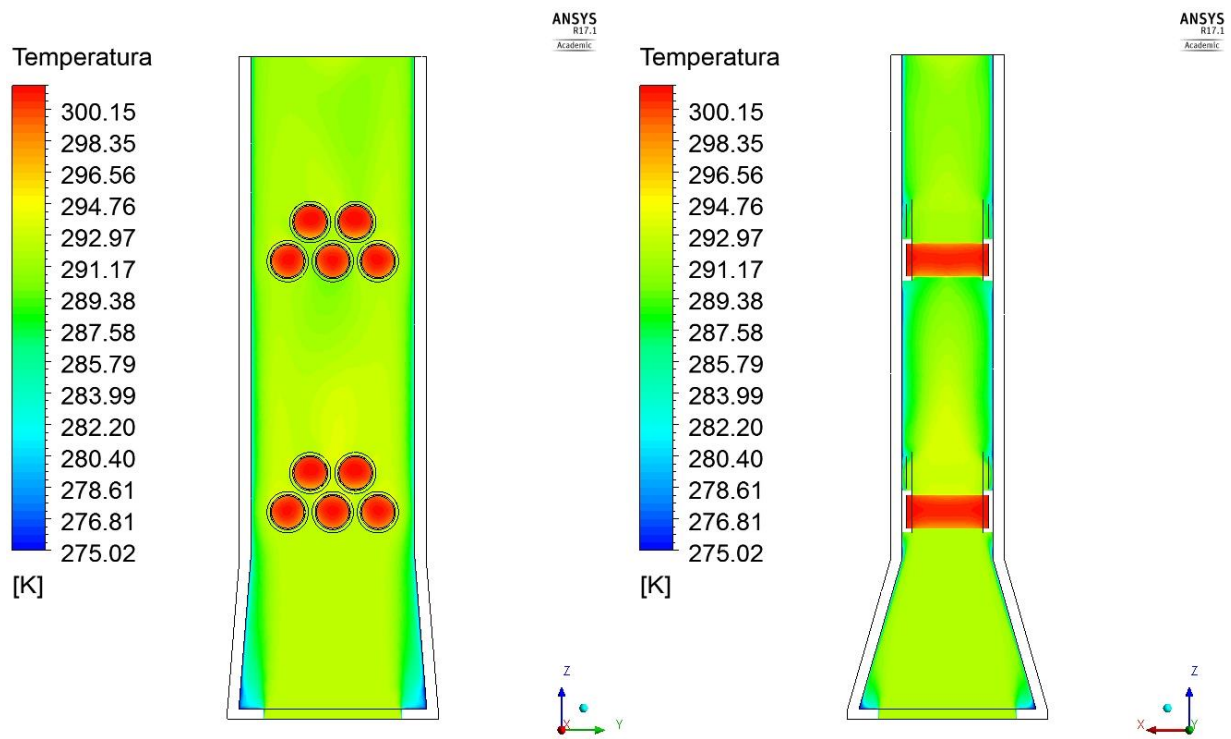 ANSYS
R17.1
Academic
Temperatura
300.15
298.35
296.56
294.76
292.97
291.17
289.38
287.58
285.79
283.99
282.20
280.40
278.61
276.81
275.02
[K]
Z
X
Y
ANSYS
R17.1
Academic
Temperatura
300.15
298.35
296.56
294.76
292.97
291.17
289.38
287.58
285.79
283.99
282.20
280.40
278.61
276.81
275.02
[K]
Z
X
Y